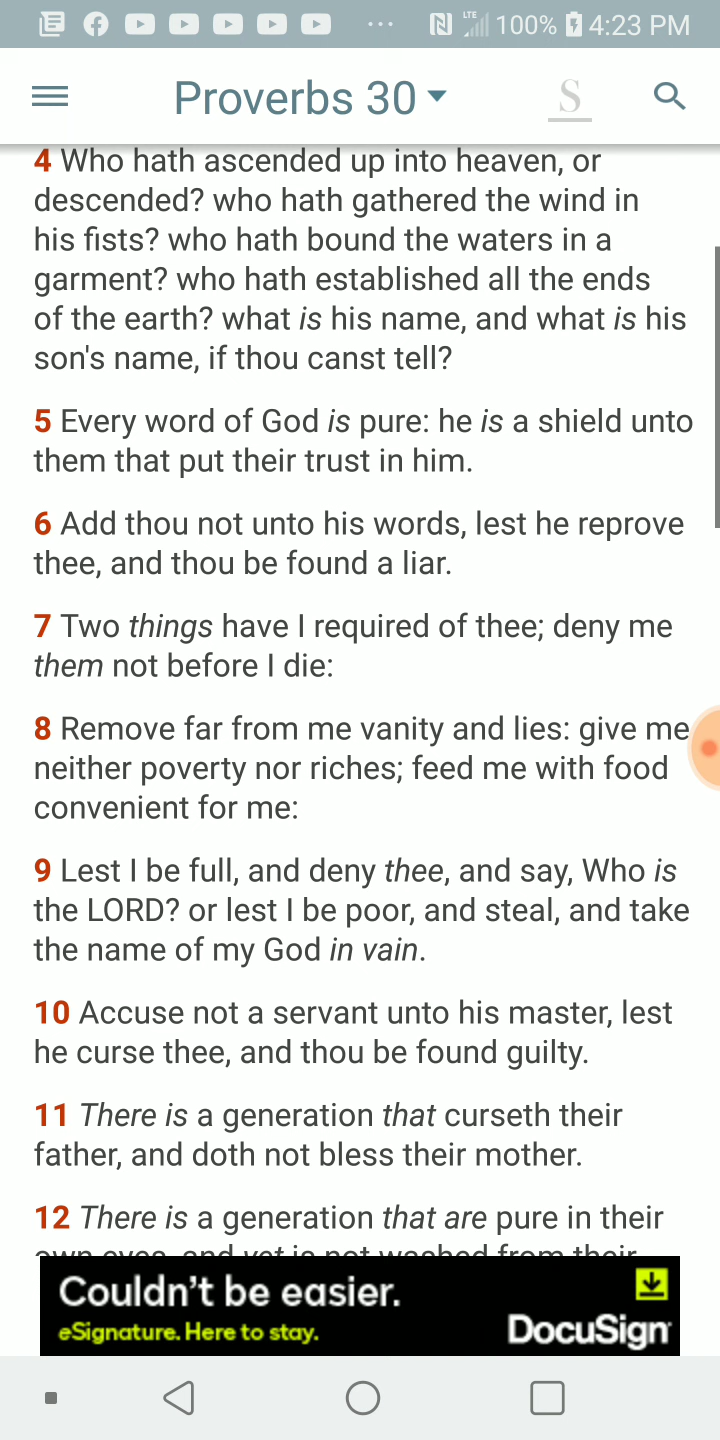 LTE 100% 4:23 PM
Proverbs 30 S
4 Who hath ascended up into heaven, or
descended? who hath gathered the wind in
his fists? who hath bound the waters in a
garment? who hath established all the ends
of the earth? what is his name, and what is his
son's name, if thou canst tell?
5 Every word of God is pure: he is a shield unto
them that put their trust in him.
6 Add thou not unto his words, lest he reprove
thee, and thou be found a liar.
7 Two things have I required of thee; deny me
them not before I die:
8 Remove far from me vanity and lies: give me
neither poverty nor riches; feed me with food
convenient for me:
9 Lest I be full, and deny thee, and say, Who is
the LORD? or lest I be poor, and steal, and take
the name of my God in vain.
10 Accuse not a servant unto his master, lest
he curse thee, and thou be found guilty.
11 There is a generation that curseth their
father, and doth not bless their mother.
12 There is a generation that are pure in their
own eyes, and yet is not washed from their
Couldn't be easier.
eSignature. Here to stay.
DocuSign